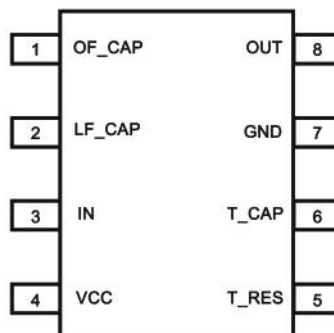 1 OF_CAP OUT 8
2 LF_CAP GND 7
3 IN T_CAP 6
4 VCC T_RES 5